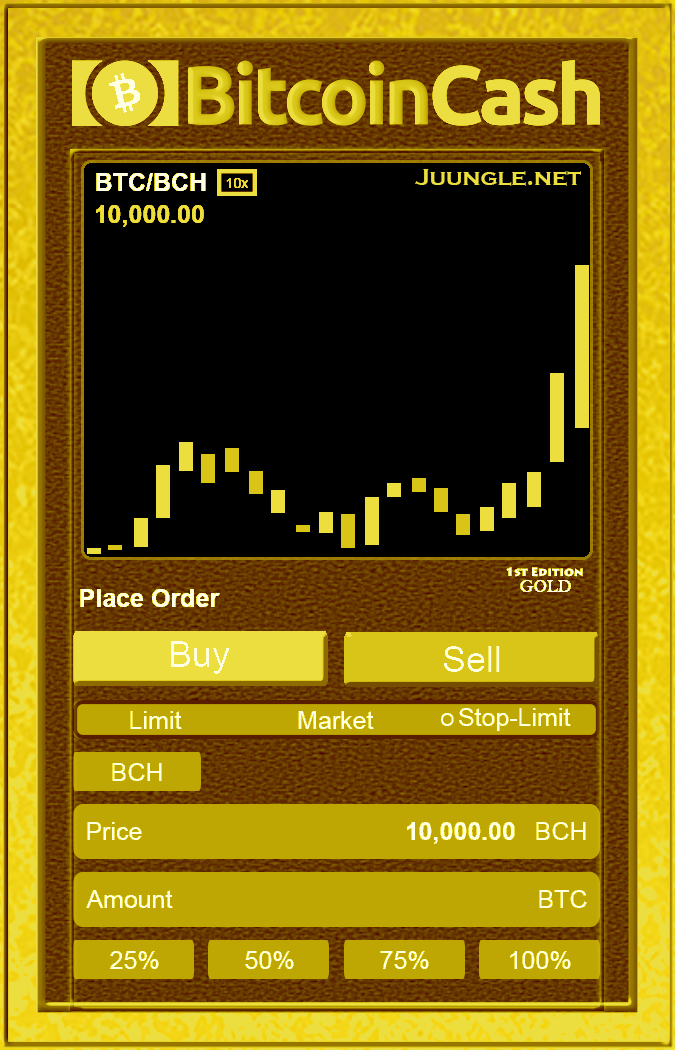 BitcoinCash
BTC/BCH 10x JUUNGLE.NET
10,000.00
1ST EDITION
GOLD
Place Order
Buy Sell
Limit Market Stop-Limit
BCH
Price 10,000.00 BCH
Amount BTC
25% 50% 75% 100%